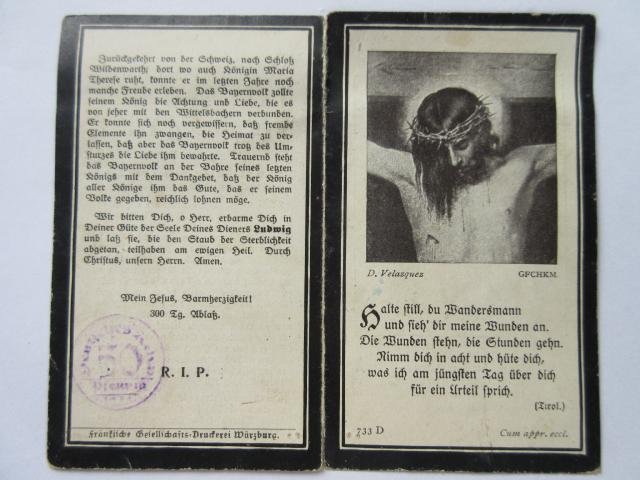 Zurückgekehrt von der Schweiz, nach Schloß
Wildenwarth; dort wo auch Königin Maria
Therese ruht, konnte er im letzten Jahre noch
manche Freude erleben. Das Bayernvolk zollte
seinem König die Achtung und Liebe, die es
von jeher mit den Wittelsbachern verbunden.
Er konnte sich noch vergewissern, daß fremde
Elemente ihn zwangen, die Heimat zu ver-
lassen, daß aber das Bayernvolk trotz des Um-
sturzes die Liebe ihm bewahrte. Trauernd steht
das Bayernvolk an der Bahre seines letzten
Königs mit dem Dankgebet, daß der König
aller Könige ihm das Gute, das er seinem
Volke gegeben, reichlich lohnen möge.
Wir bitten Dich, o Herr, erbarme Dich in
Deiner Güte der Seele Deines Dieners Ludwig
und laß sie, die den Staub der Sterblichkeit
abgetan, teilhaben am ewigen Heil. Durch
Christus, unsern Herrn. Amen.
Mein Jesus, Barmherzigkeit!
300 Tg. Ablaß.
50
Pfennig
R. I. P.
Fränkische Gesellschafts-Druckerei Würzburg.
D. Velazquez GFCHKM.
Halte still, du Wandersmann
und sieh' dir meine Wunden an.
Die Wunden stehn, die Stunden gehn.
Nimm dich in acht und hüte dich,
was ich am jüngsten Tag über dich
für ein Urteil sprich.
(Tirol.)
733 D Cum appr. eccl.